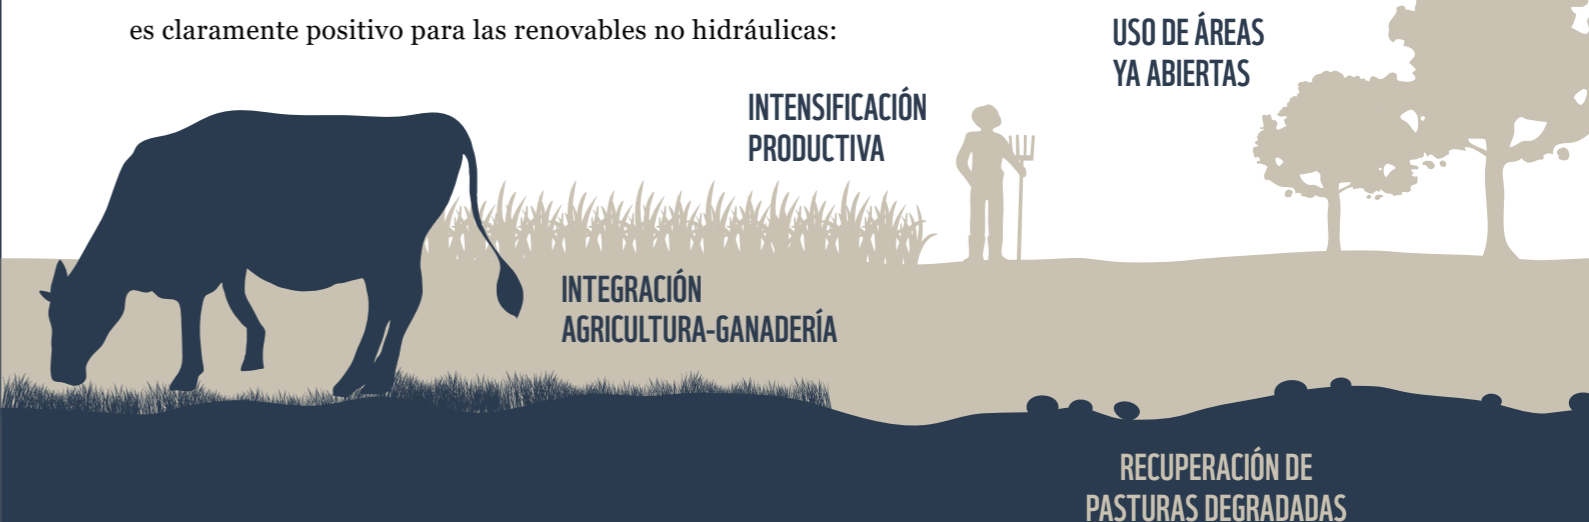 es claramente positivo para las renovables no hidráulicas:
USO DE ÁREAS
YA ABIERTAS
INTENSIFICACIÓN
PRODUCTIVA
INTEGRACIÓN
AGRICULTURA-GANADERÍA
RECUPERACIÓN DE
PASTURAS DEGRADADAS